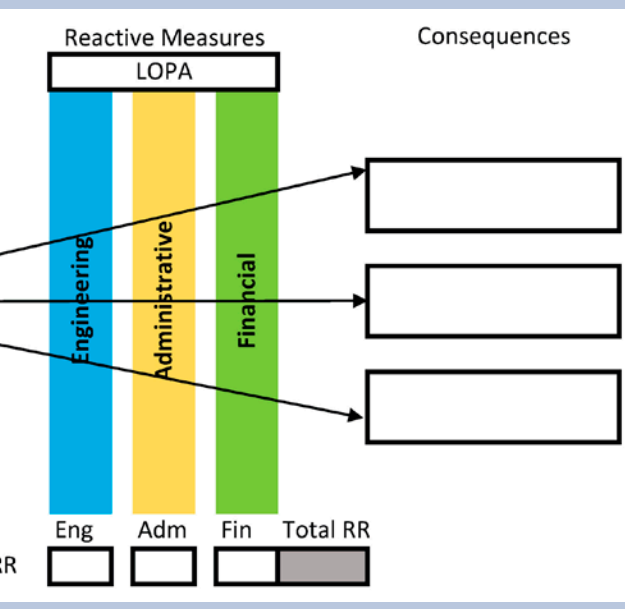 Reactive Measures
Consequences
LOPA
Engineering
Administrative
Financial
Eng
Adm
Fin
Total RR
RR